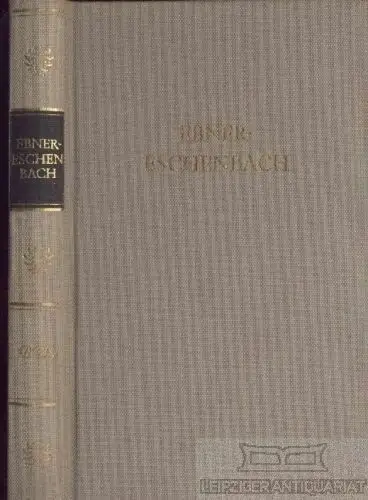 EBNER-
ESCHEN
BACH
EBNER-
ESCHENBACH
LEIPZIGER ANTIQUARIAT